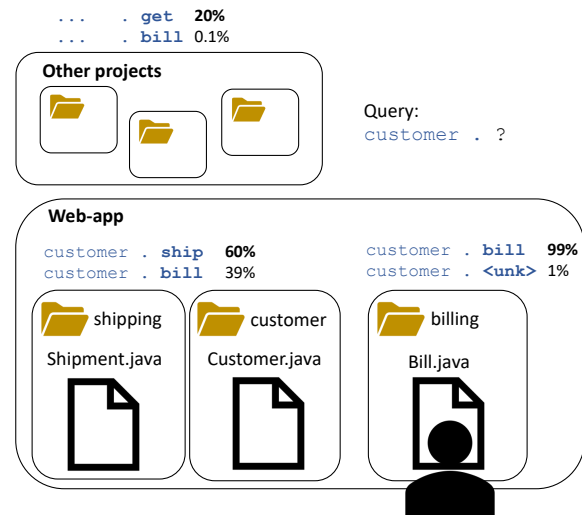 ... . get 20%
... . bill 0.1%
Other projects
Query:
customer . ?
Web-app
customer . ship 60%
customer . bill 39%
customer . bill 99%
customer . <unk> 1%
shipping
Shipment.java
customer
Customer.java
billing
Bill.java